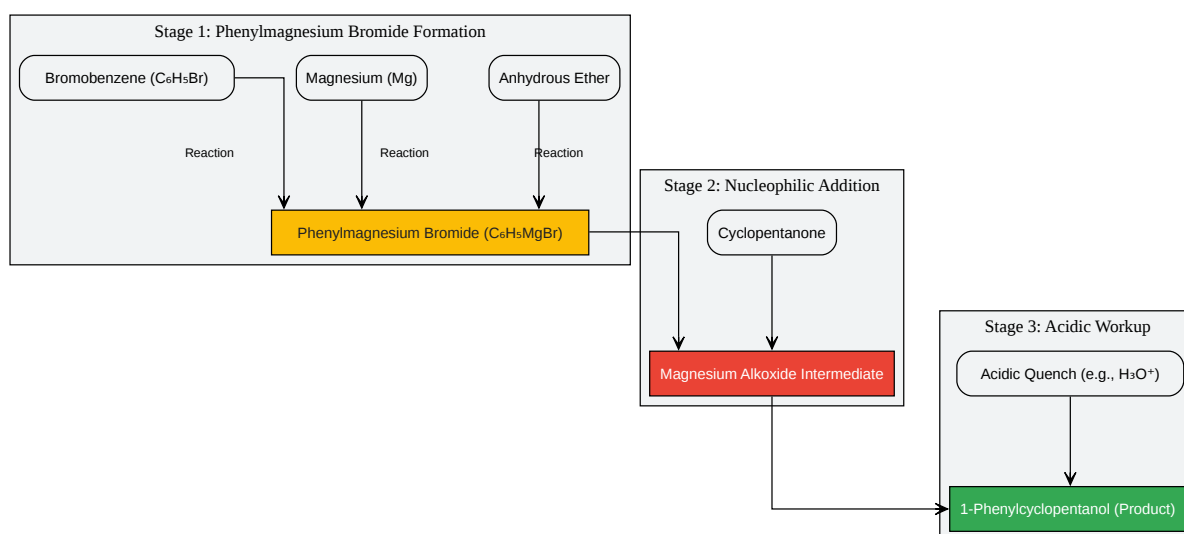 Stage 1: Phenylmagnesium Bromide Formation
Bromobenzene (C₆H₅Br)
Magnesium (Mg)
Anhydrous Ether
Reaction
Reaction
Reaction
Phenylmagnesium Bromide (C₆H₅MgBr)
Stage 2: Nucleophilic Addition
Cyclopentanone
Magnesium Alkoxide Intermediate
Stage 3: Acidic Workup
Acidic Quench (e.g., H₃O⁺)
1-Phenylcyclopentanol (Product)